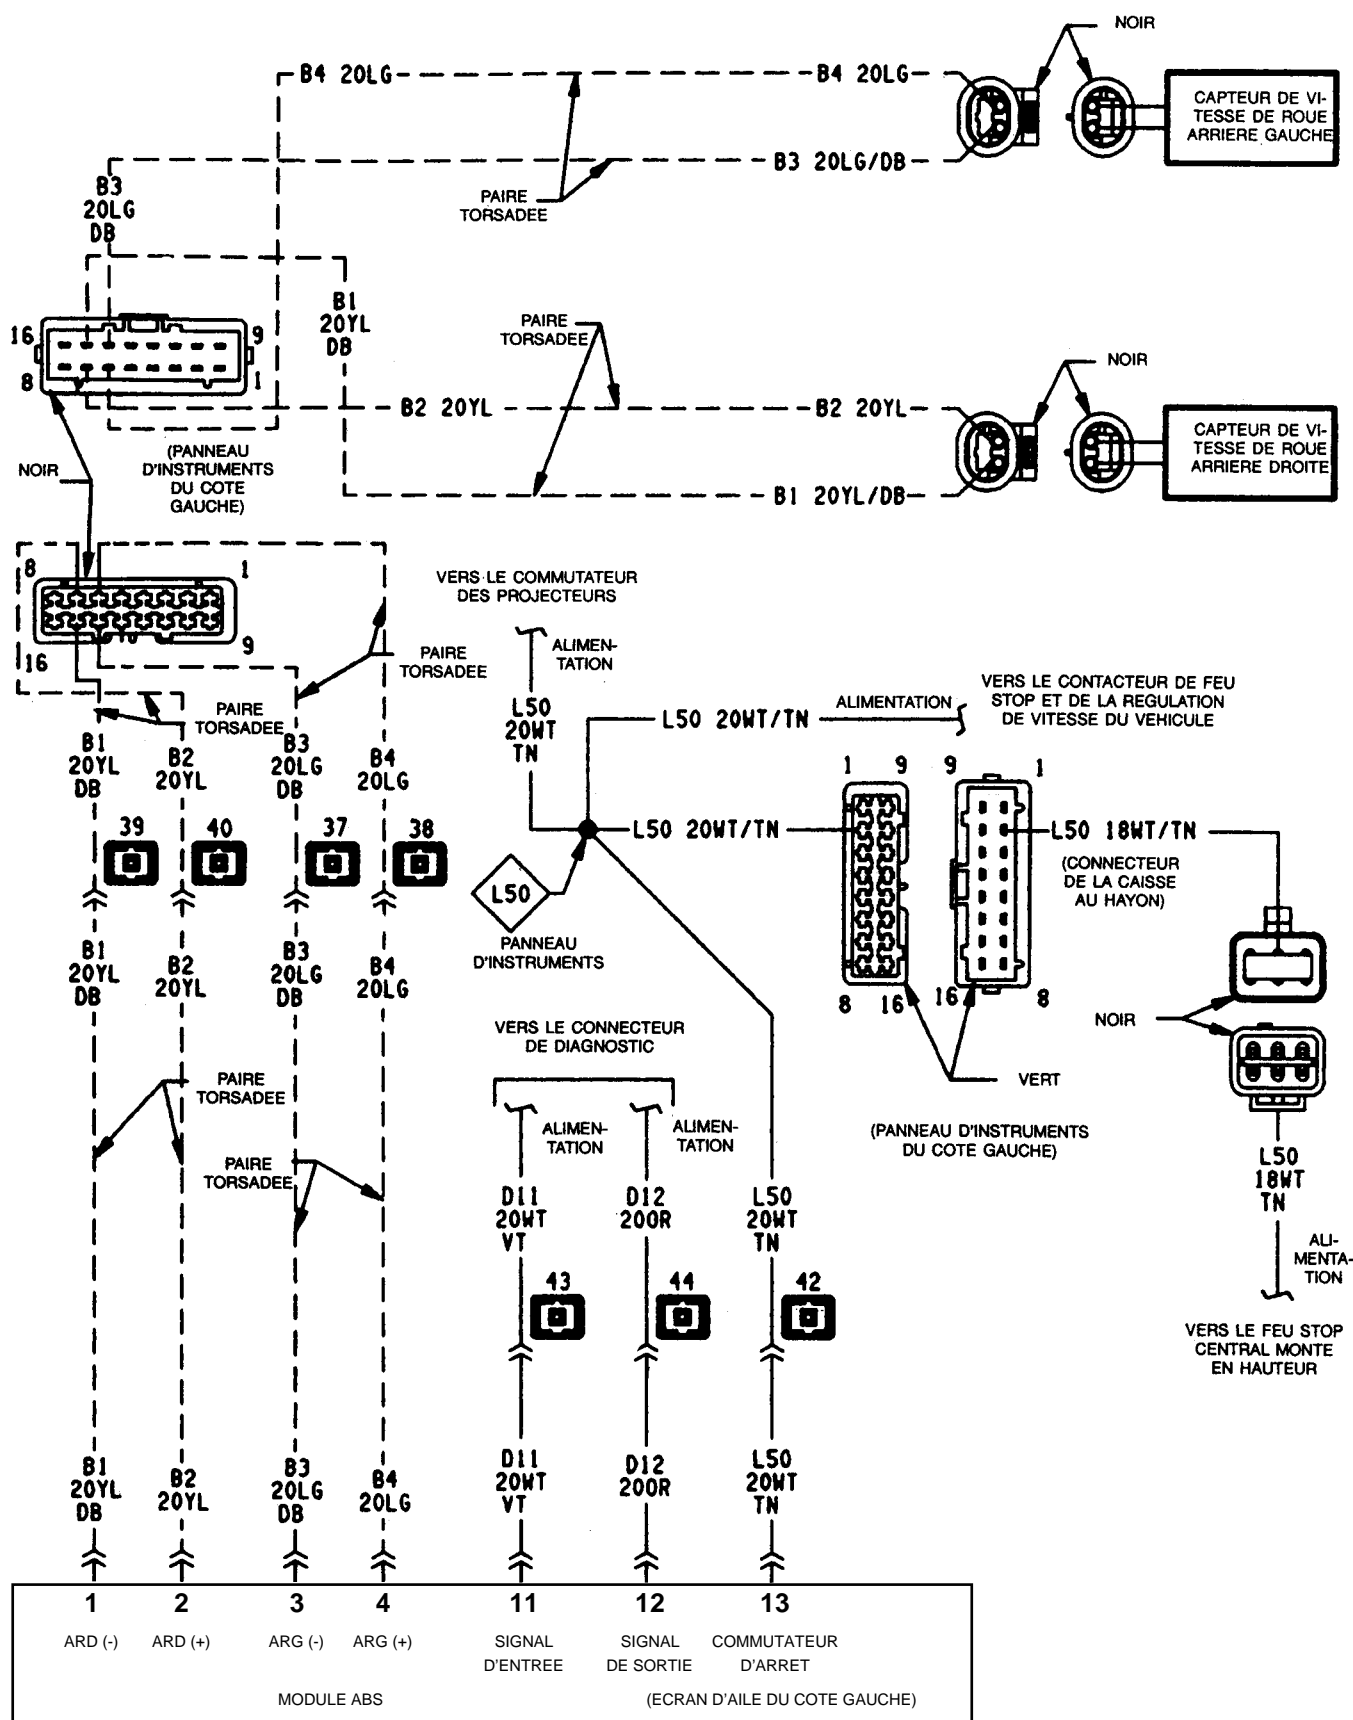 NOIR
B4 20LG
B4 20LG
CAPTEUR DE VI-
TESSE DE ROUE
ARRIERE GAUCHE
B3 20LG/DB
B3
20LG
DB
PAIRE
TORSADEE
B1
20YL
DB
PAIRE
TORSADEE
16
9
8
1
NOIR
B2 20YL
B2 20YL
CAPTEUR DE VI-
TESSE DE ROUE
ARRIERE DROITE
(PANNEAU
D'INSTRUMENTS
DU COTE
GAUCHE)
NOIR
B1 20YL/DB
8
1
16
9
VERS LE COMMUTATEUR
DES PROJECTEURS
ALIMEN-
TATION
PAIRE
TORSADEE
PAIRE
TORSADEE
L50
20WT
TN
L50 20WT/TN
ALIMENTATION
VERS LE CONTACTEUR DE FEU
STOP ET DE LA REGULATION
DE VITESSE DU VEHICULE
B1
20YL
DB
B2
20YL
B3
20LG
DB
B4
20LG
1
9
9
1
39
40
37
38
L50 20WT/TN
L50 18WT/TN
(CONNECTEUR
DE LA CAISSE
AU HAYON)
L50
PANNEAU
D'INSTRUMENTS
B1
20YL
DB
B2
20YL
B3
20LG
DB
B4
20LG
8
16
16
8
NOIR
VERS LE CONNECTEUR
DE DIAGNOSTIC
VERT
PAIRE
TORSADEE
ALIMEN-
TATION
ALIMEN-
TATION
(PANNEAU D'INSTRUMENTS
DU COTE GAUCHE)
PAIRE
TORSADEE
L50
18WT
TN
D11
20WT
VT
D12
20OR
L50
20WT
TN
ALI-
MENTA-
TION
43
44
42
VERS LE FEU STOP
CENTRAL MONTE
EN HAUTEUR
B1
20YL
DB
B2
20YL
B3
20LG
DB
B4
20LG
D11
20WT
VT
D12
20OR
L50
20WT
TN
1
2
3
4
11
12
13
ARD (-)
ARD (+)
ARG (-)
ARG (+)
SIGNAL
D'ENTREE
SIGNAL
DE SORTIE
COMMUTATEUR
D'ARRET
MODULE ABS
(ECRAN D'AILE DU COTE GAUCHE)